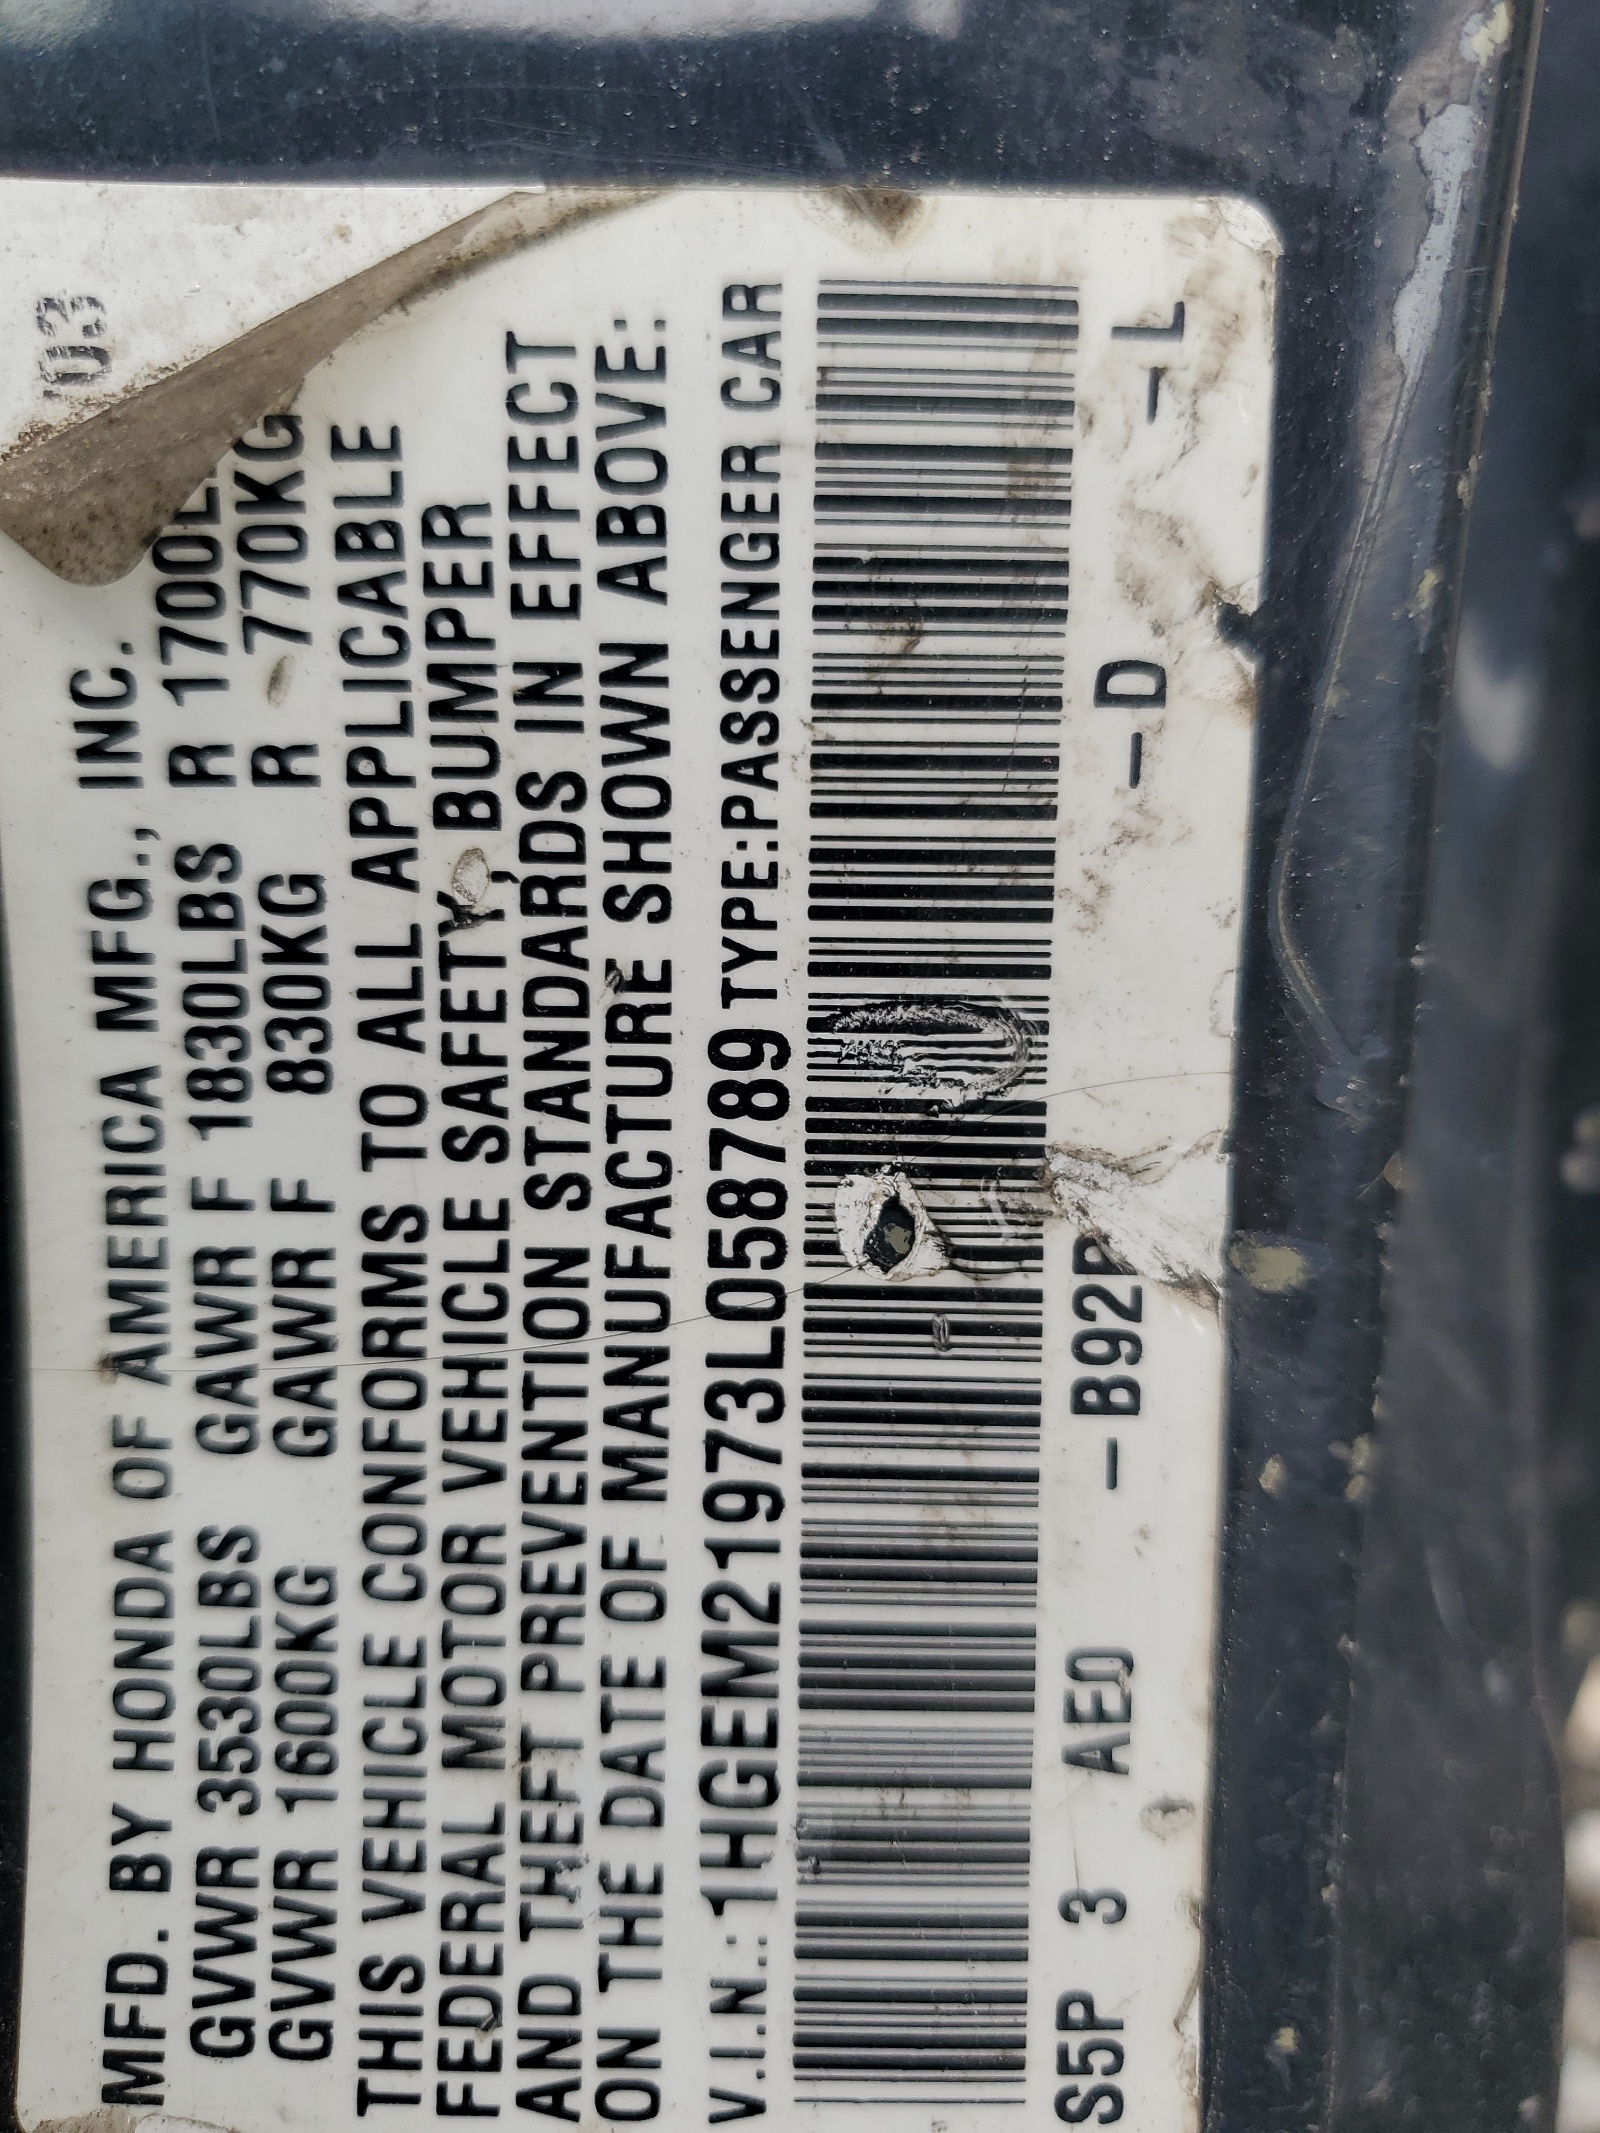 '03
MFD. BY HONDA OF AMERICA MFG., INC.
GVWR 3530LBS GAWR F 1830LBS R 1700L
GVWR 1600KG GAWR F 830KG R 770KG
THIS VEHICLE CONFORMS TO ALL APPLICABLE
FEDERAL MOTOR VEHICLE SAFETY, BUMPER
AND THEFT PREVENTION STANDARDS IN EFFECT
ON THE DATE OF MANUFACTURE SHOWN ABOVE:
V.I.N.: 1HGEM21973L058789 TYPE:PASSENGER CAR
S5P 3 AE0 -B92P -D -L